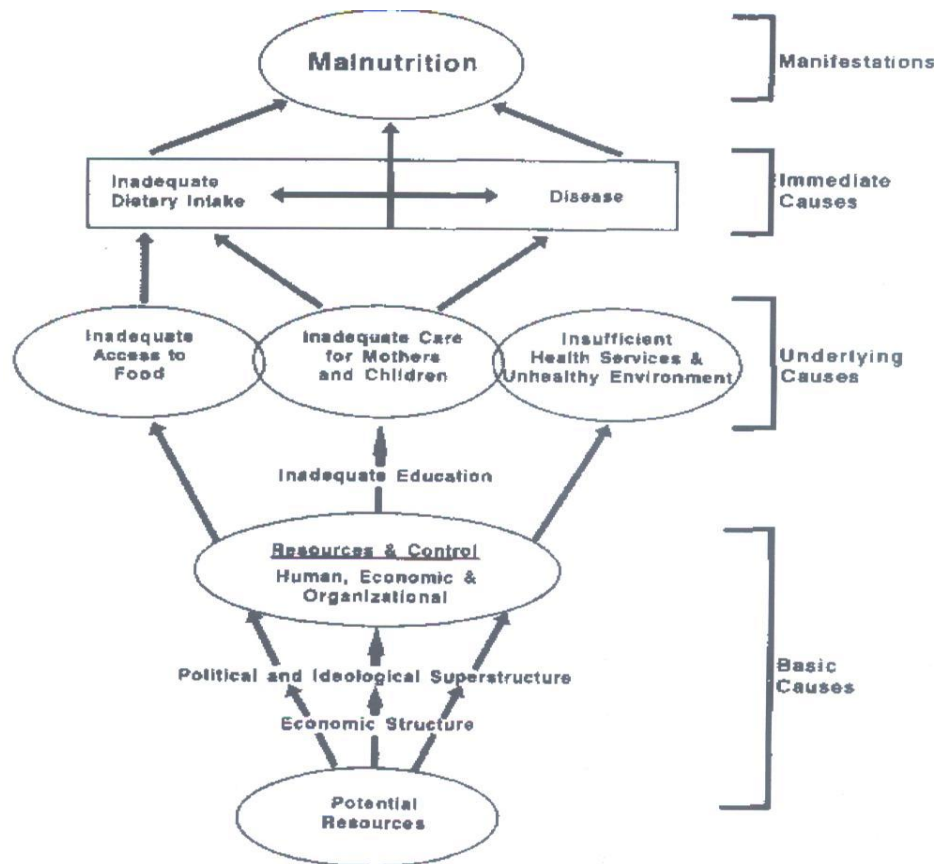 Malnutrition
Manifestations
Inadequate
Dietary Intake
Disease
Immediate
Causes
Inadequate
Access to
Food
Inadequate Care
for Mothers
and Children
Insufficient
Health Services &
Unhealthy Environment
Underlying
Causes
Inadequate Education
Resources & Control
Human, Economic &
Organizational
Political and Ideological Superstructure
Economic Structure
Basic
Causes
Potential
Resources